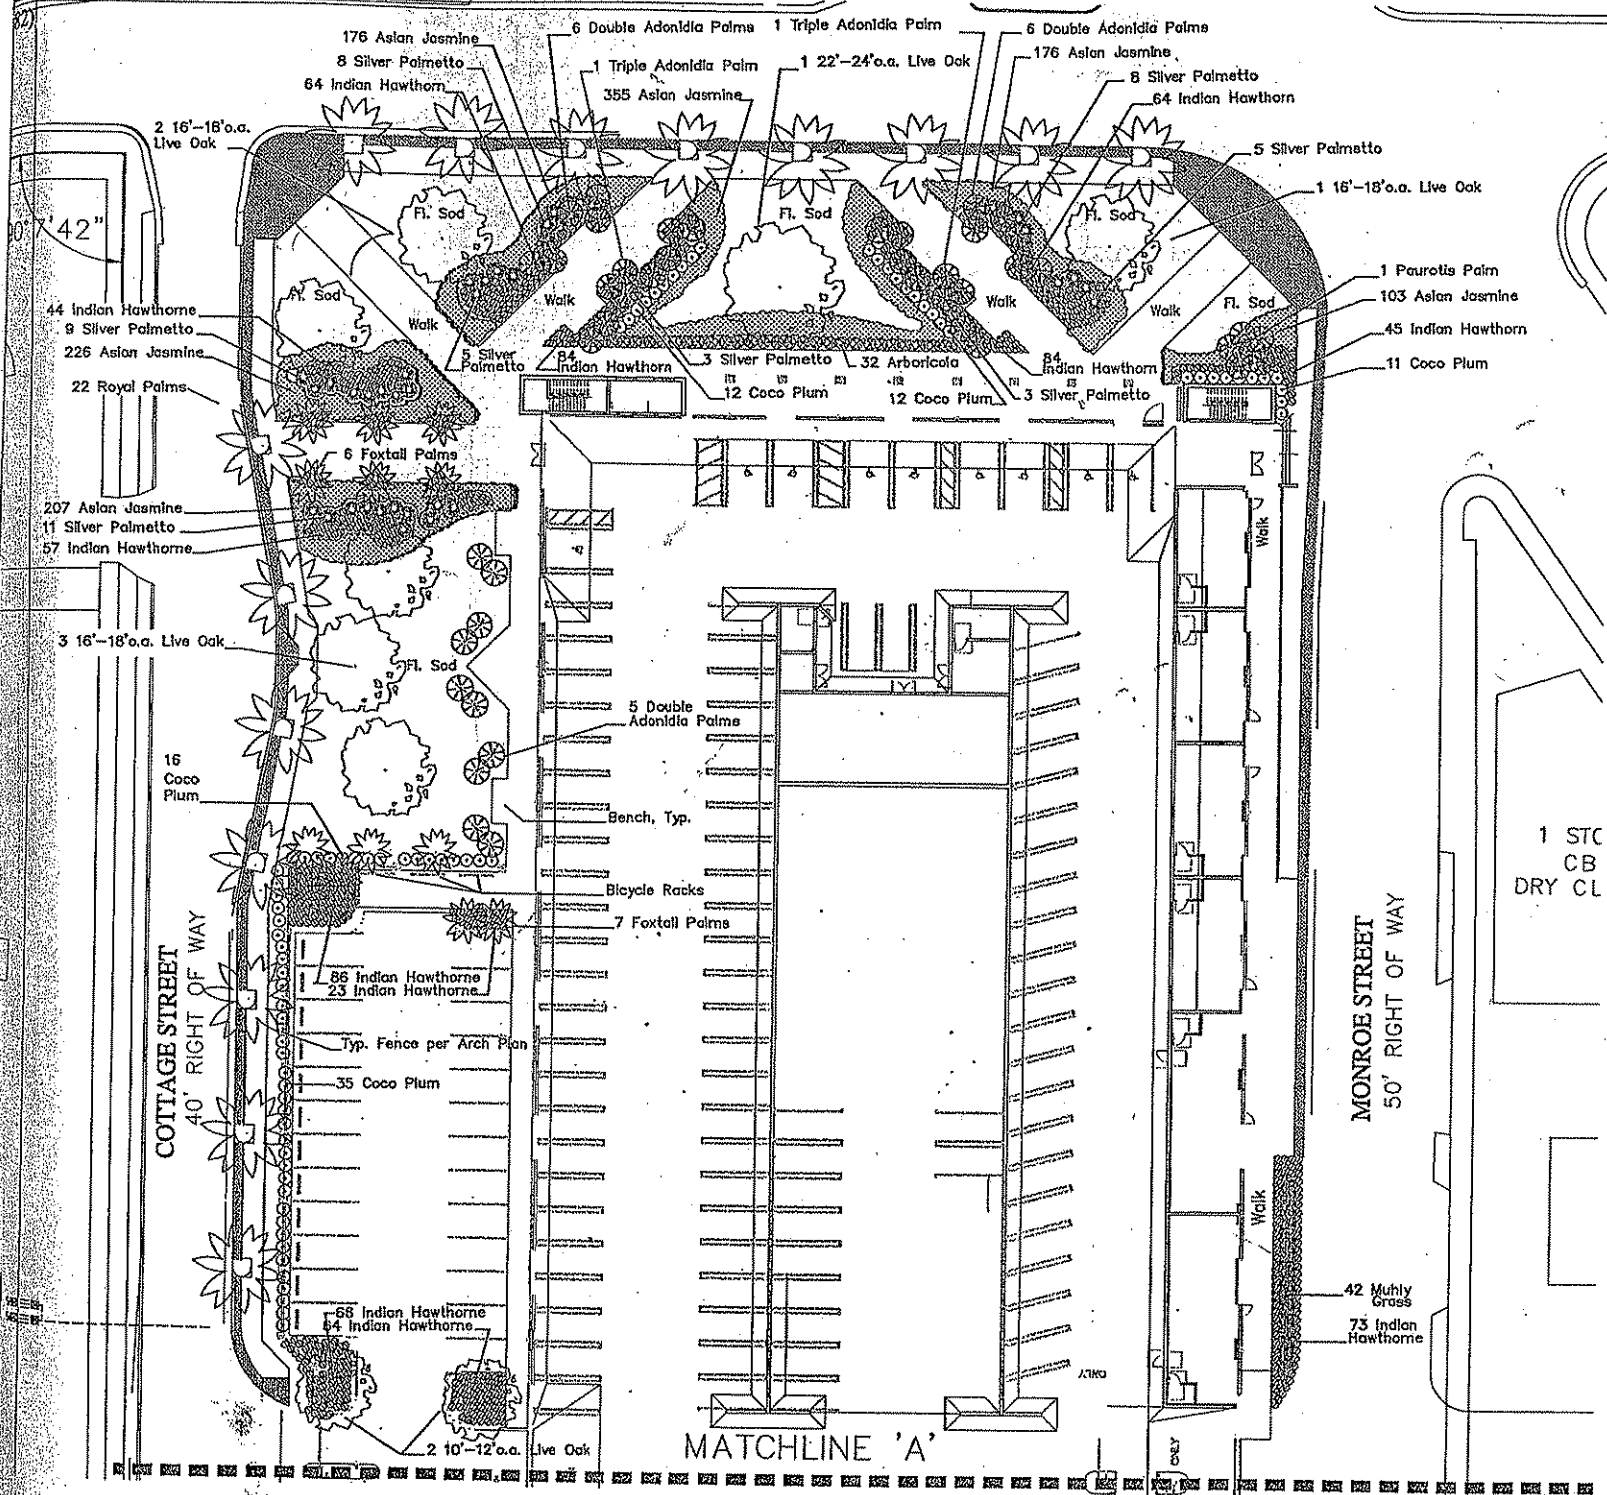 82)
6 Double Adonidia Palms
1 Triple Adonidia Palm
6 Double Adonidia Palms
176 Asian Jasmine
176 Asian Jasmine
8 Silver Palmetto
1 Triple Adonidia Palm
1 22'-24'o.a. Live Oak
8 Silver Palmetto
64 Indian Hawthorn
355 Asian Jasmine
64 Indian Hawthorn
2 16'-18'o.a.
Live Oak
5 Silver Palmetto
1 16'-18'o.a. Live Oak
7'42"
Fl. Sod
Fl. Sod
Fl. Sod
1 Paurotis Palm
103 Asian Jasmine
Fl. Sod
Walk
Walk
Walk
Walk
Fl. Sod
44 Indian Hawthorne
9 Silver Palmetto
45 Indian Hawthorn
226 Asian Jasmine
5 Silver
Palmetto
84
Indian Hawthorn
3 Silver Palmetto
32 Arboricola
84
Indian Hawthorn
11 Coco Plum
22 Royal Palms
12 Coco Plum
12 Coco Plum
3 Silver Palmetto
6 Foxtail Palms
207 Asian Jasmine
11 Silver Palmetto
57 Indian Hawthorne
Walk
3 16'-18'o.a. Live Oak
Fl. Sod
5 Double
Adonidia Palms
16
Coco
Plum
Bench, Typ.
1 STO
CB
DRY CL
Bicycle Racks
7 Foxtail Palms
COTTAGE STREET
40' RIGHT OF WAY
86 Indian Hawthorne
23 Indian Hawthorne
MONROE STREET
50' RIGHT OF WAY
Typ. Fence per Arch Plan
35 Coco Plum
Walk
42 Muhly
Grass
73 Indian
Hawthorne
68 Indian Hawthorne
64 Indian Hawthorne
ONLY
2 10'-12'o.a. Live Oak
MATCHLINE 'A'
ONLY